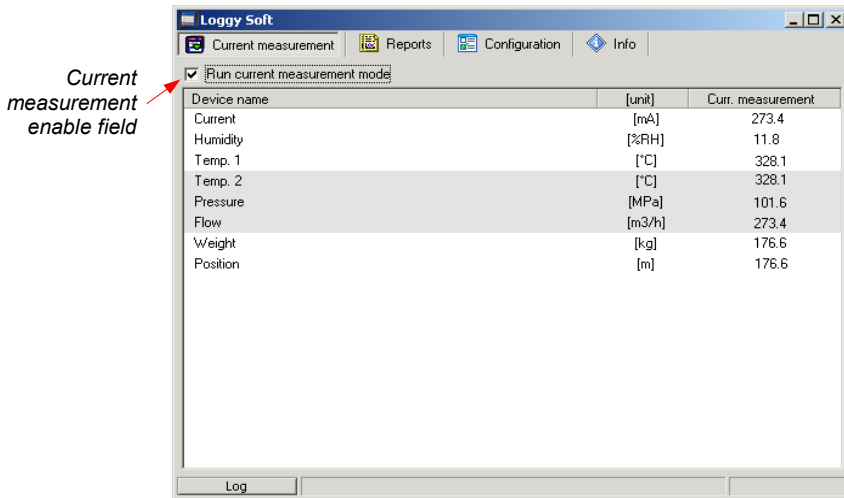 Loggy Soft
Current measurement Reports Configuration Info
Current measurement enable field
Run current measurement mode
Device name [unit] Curr. measurement
Current [mA] 273.4
Humidity [%RH] 11.8
Temp. 1 [°C] 328.1
Temp. 2 [°C] 328.1
Pressure [MPa] 101.6
Flow [m3/h] 273.4
Weight [kg] 176.6
Position [m] 176.6
Log